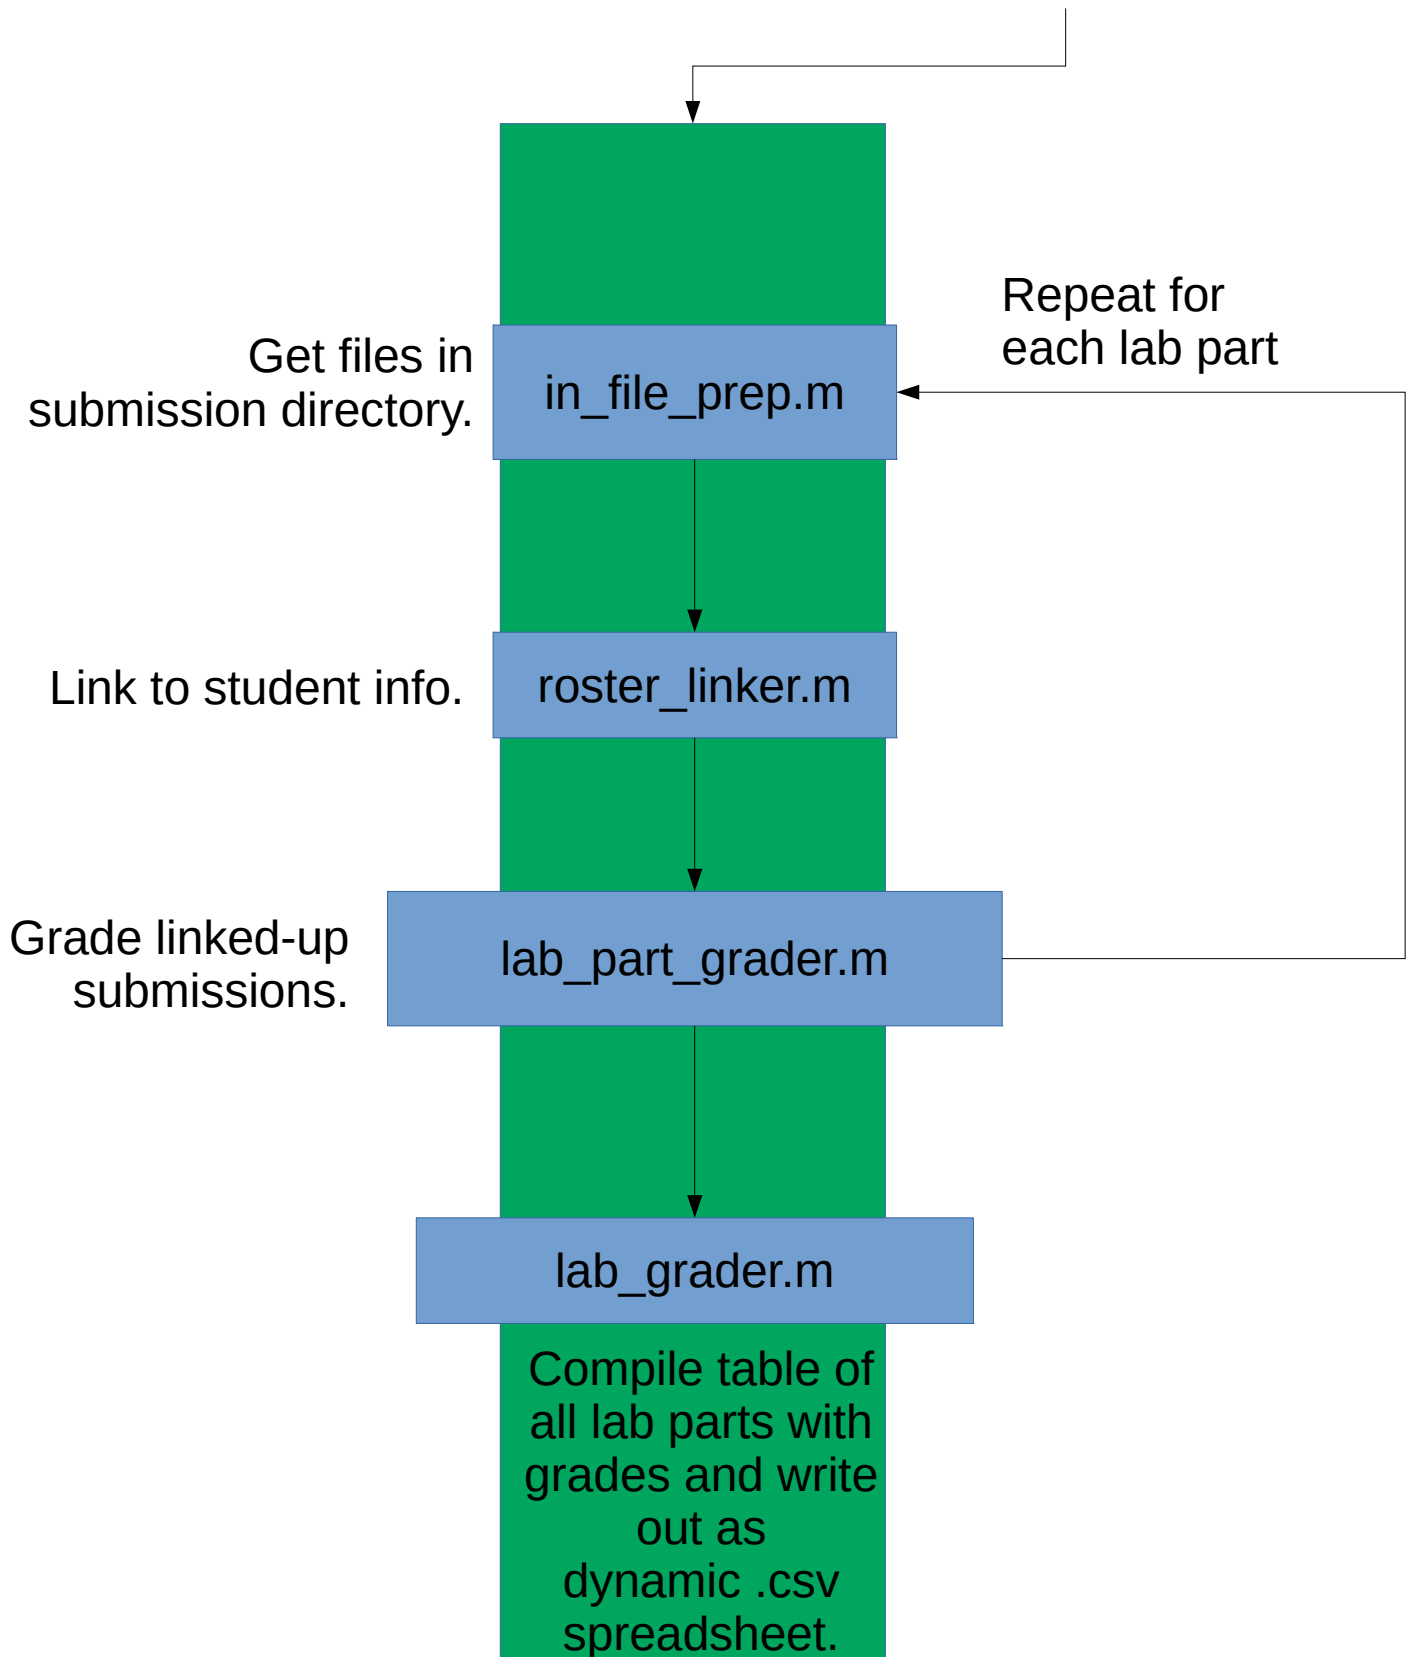 Repeat for
each lab part
Get files in
submission directory.
in_file_prep.m
Link to student info.
roster_linker.m
Grade linked-up
submissions.
lab_part_grader.m
lab_grader.m
Compile table of
all lab parts with
grades and write
out as
dynamic .csv
spreadsheet.